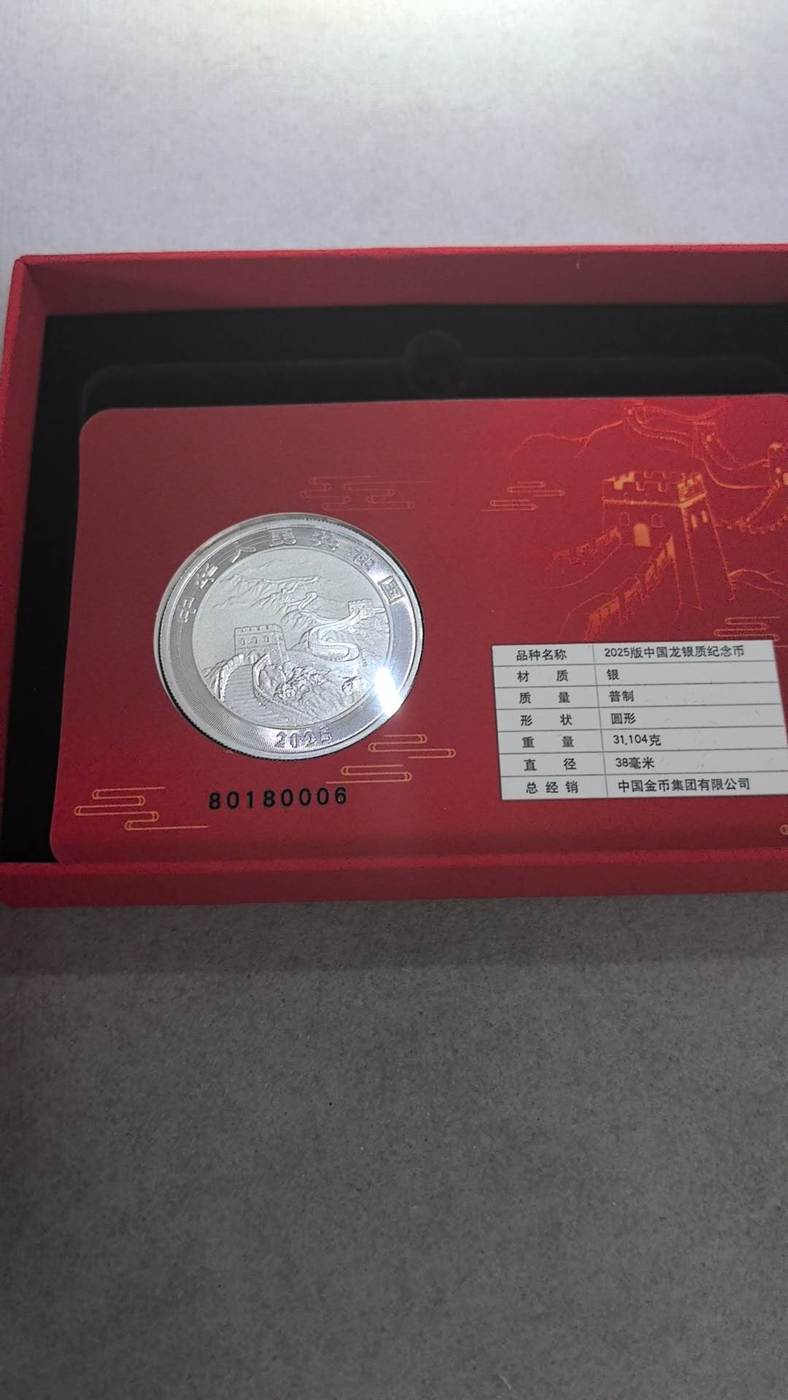 中华人民共和国
2025
80180006
品种名称 2025版中国龙银质纪念币
材 质 银
质 量 普制
形 状 圆形
重 量 31,104克
直 径 38毫米
总经销 中国金币集团有限公司